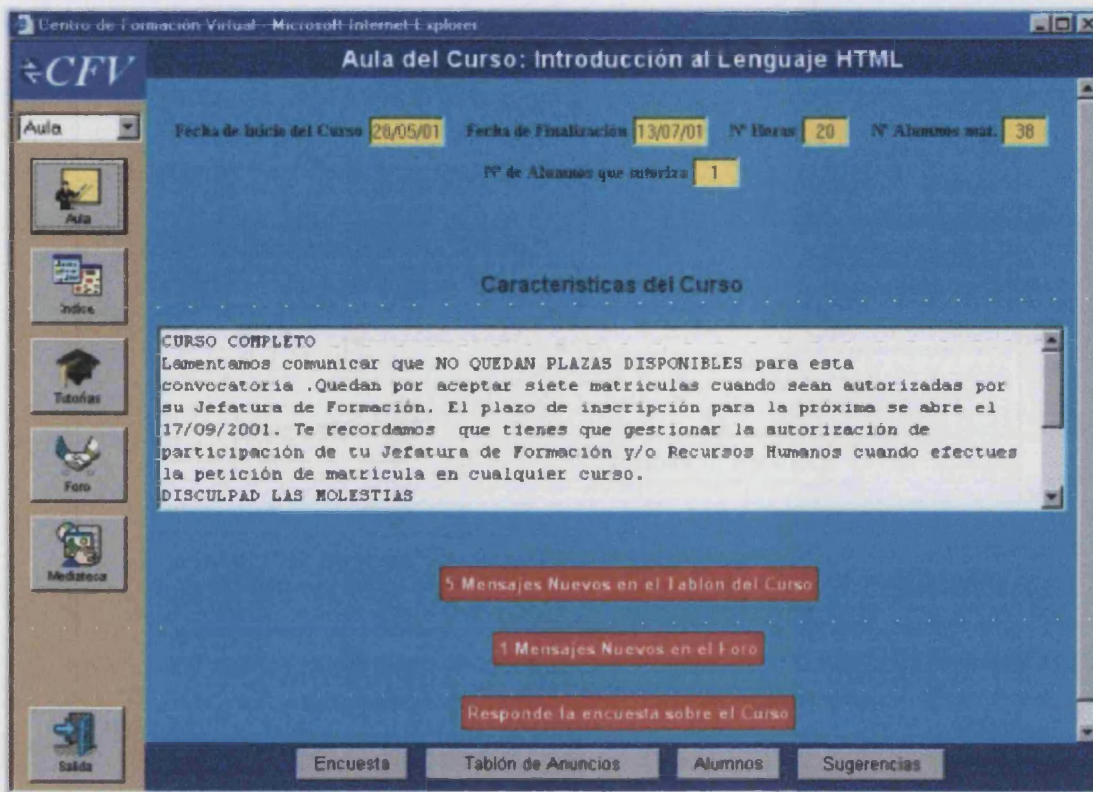 Centro de Formación Virtual - Microsoft Internet Explorer
CFV
Aula del Curso: Introducción al Lenguaje HTML
Aula
Fecha de Inicio del Curso 28/05/01 Fecha de Finalización 13/07/01 Nº Horas 20 Nº Alumnos mat. 38
Nº de Alumnos que tutoriza 1
Aula
Indice
Tutorías
Foro
Mediateca
Salida
Características del Curso
CURSO COMPLETO
Lamentamos comunicar que NO QUEDAN PLAZAS DISPONIBLES para esta
convocatoria .Quedan por aceptar siete matrículas cuando sean autorizadas por
su Jefatura de Formación. El plazo de inscripción para la próxima se abre el
17/09/2001. Te recordamos que tienes que gestionar la autorización de
participación de tu Jefatura de Formación y/o Recursos Humanos cuando efectues
la petición de matrícula en cualquier curso.
DISCULPAD LAS MOLESTIAS
5 Mensajes Nuevos en el Tablón del Curso
1 Mensajes Nuevos en el Foro
Responde la encuesta sobre el Curso
Encuesta Tablón de Anuncios Alumnos Sugerencias